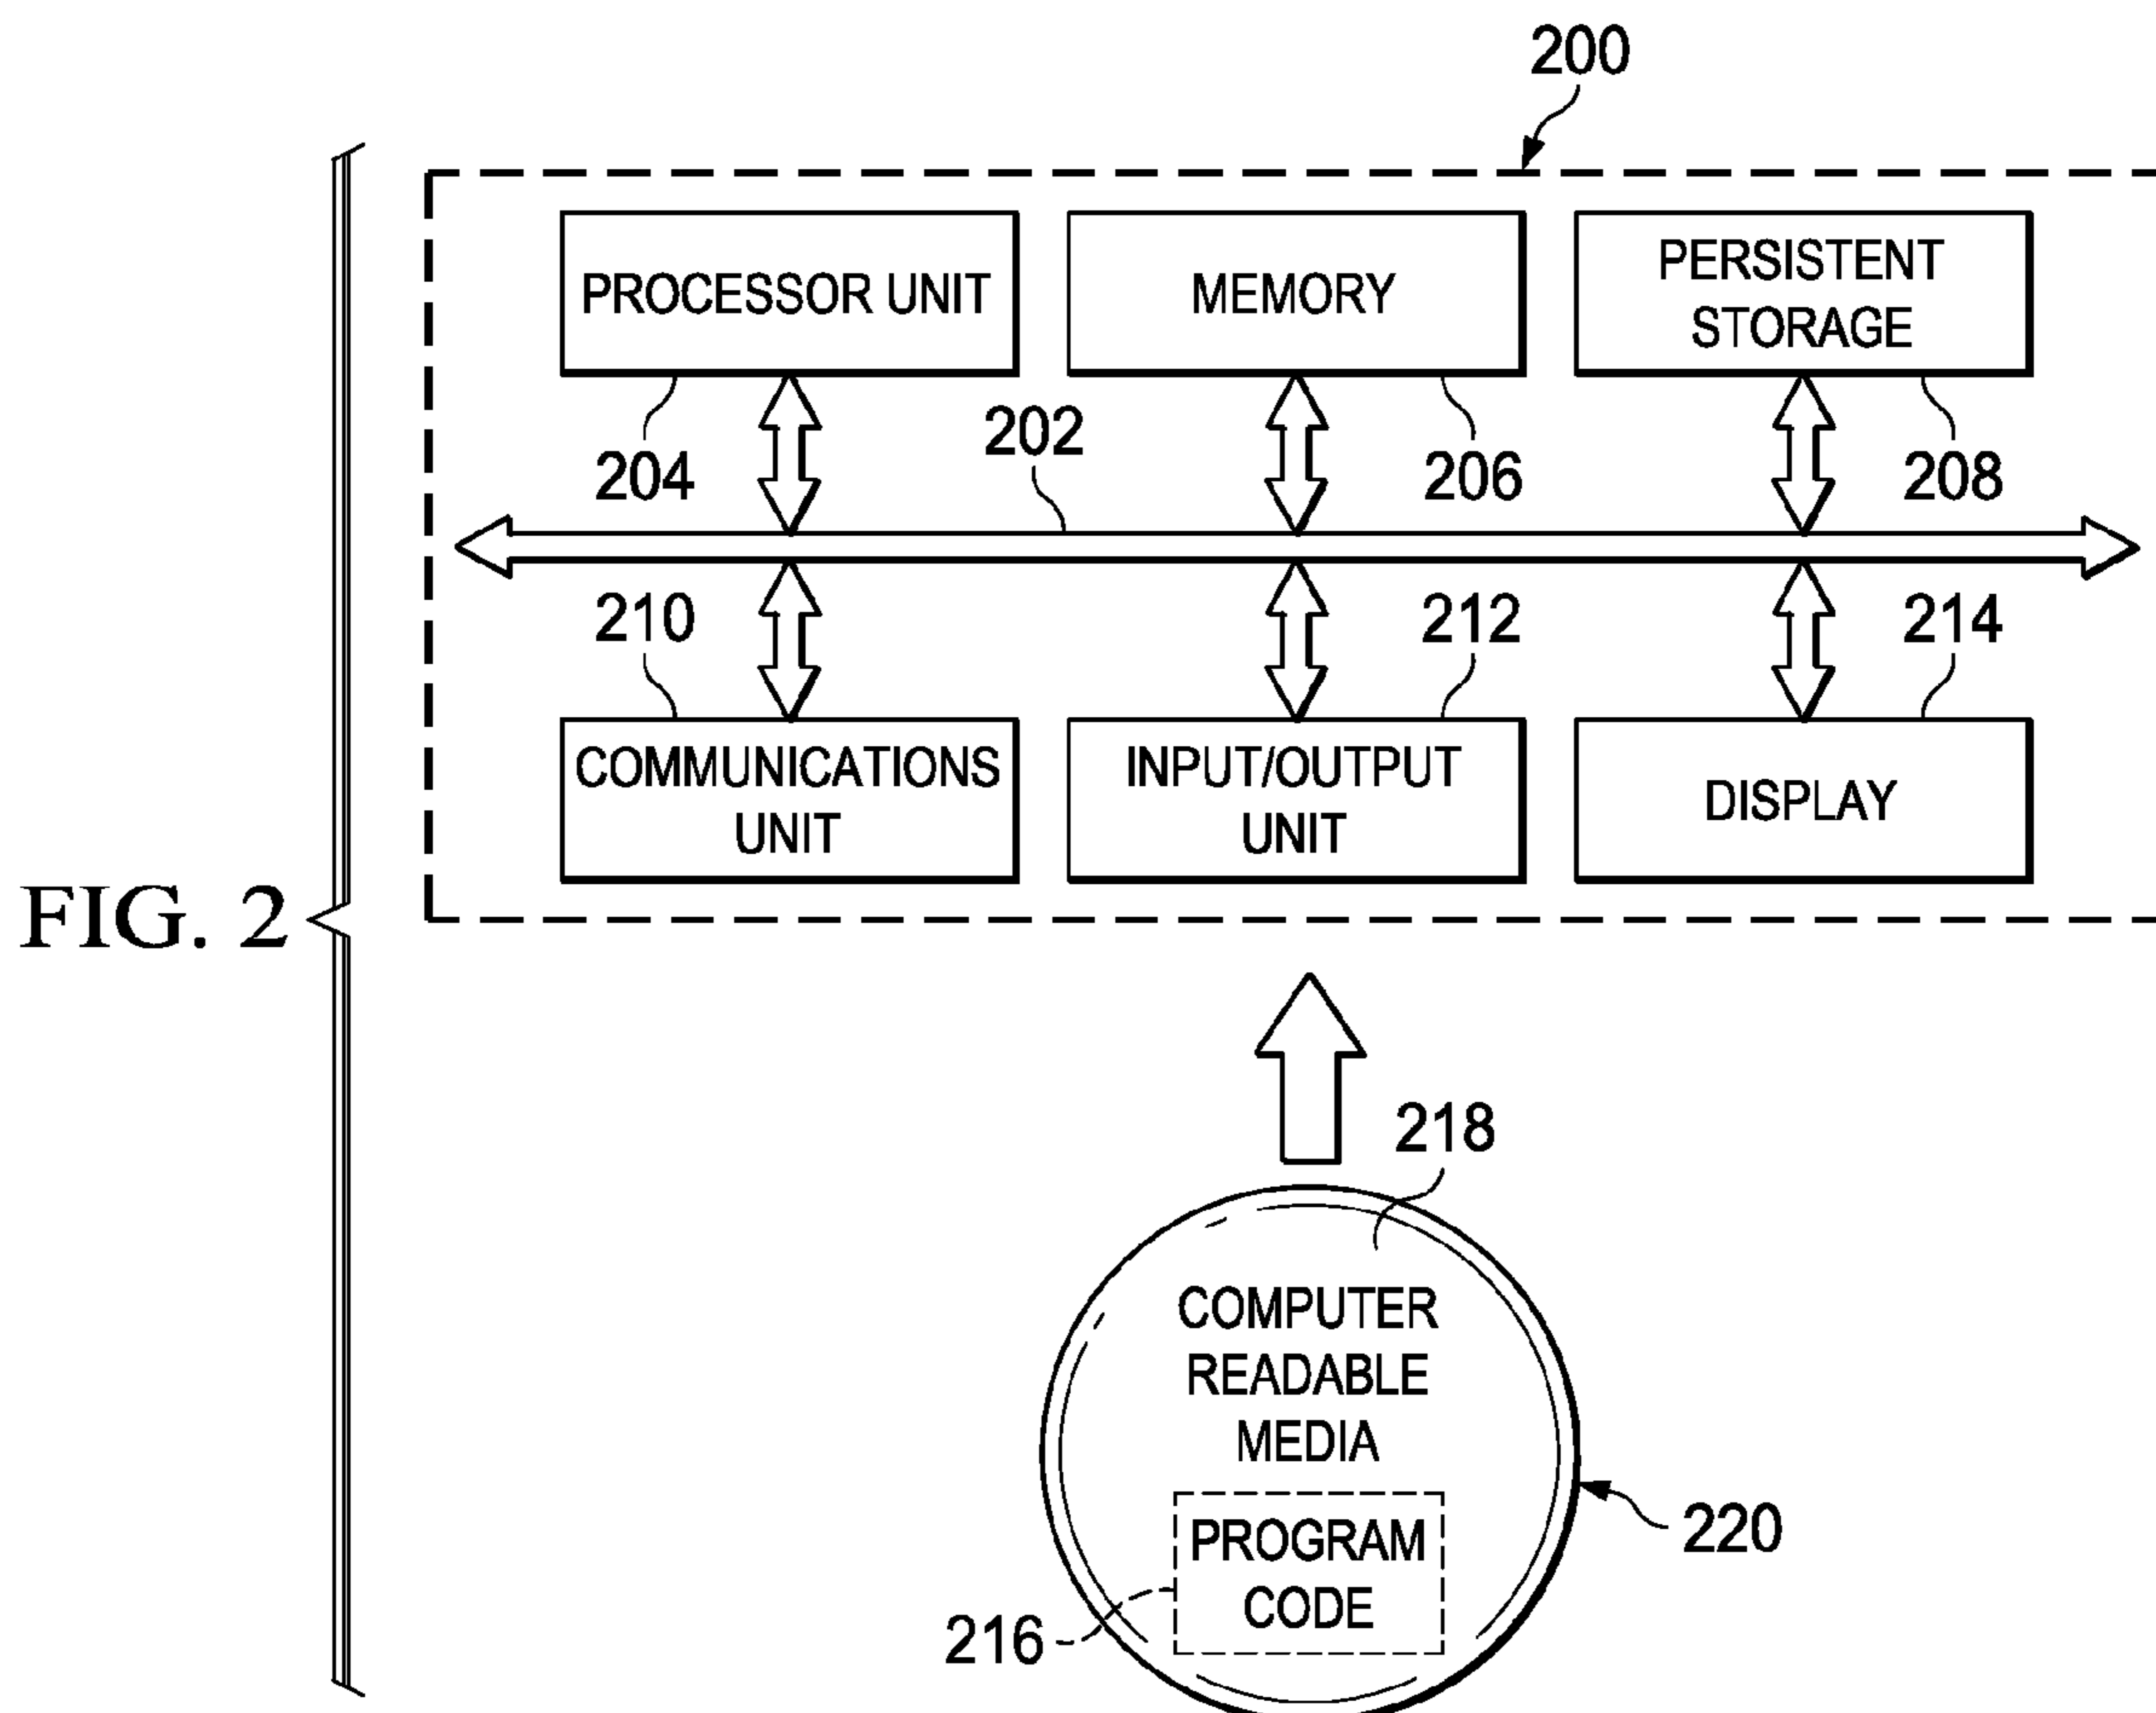 200
PROCESSOR UNIT
MEMORY
PERSISTENT
STORAGE
204
202
206
208
210
212
214
COMMUNICATIONS
UNIT
INPUT/OUTPUT
UNIT
DISPLAY
FIG. 2
218
COMPUTER
READABLE
MEDIA
PROGRAM
CODE
220
216